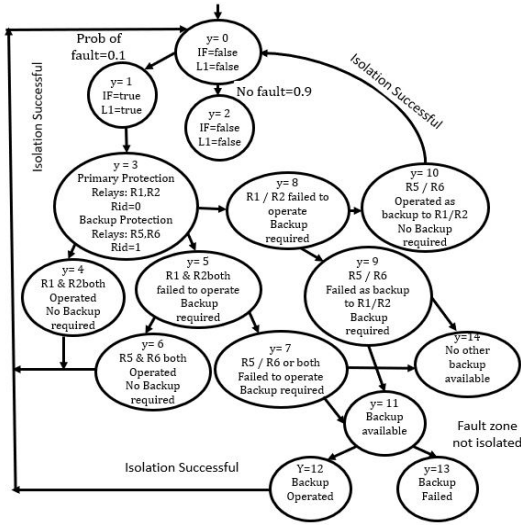 Prob of
fault=0.1
y= 0
IF=false
L1=false
y= 1
IF=true
L1=true
No fault=0.9
y= 2
IF=false
L1=false
Isolation Successful
Isolation Successful
y = 3
Primary Protection
Relays: R1,R2
Rid=0
Backup Protection
Relays: R5,R6
Rid=1
y= 8
R1 / R2 failed to
operate
Backup
required
y= 10
R5 / R6
Operated as
backup to R1/R2
No Backup
required
y= 4
R1 & R2both
Operated
No Backup
required
y= 5
R1 & R2both
failed to operate
Backup
required
y= 9
R5 / R6
Failed as backup
to R1/R2
Backup
required
y= 6
R5 & R6 both
Operated
No Backup
required
y= 7
R5 / R6 or both
Failed to operate
Backup required
y=14
No other
backup
available
y= 11
Backup
available
Fault zone
not isolated
Isolation Successful
Y=12
Backup
Operated
y=13
Backup
Failed